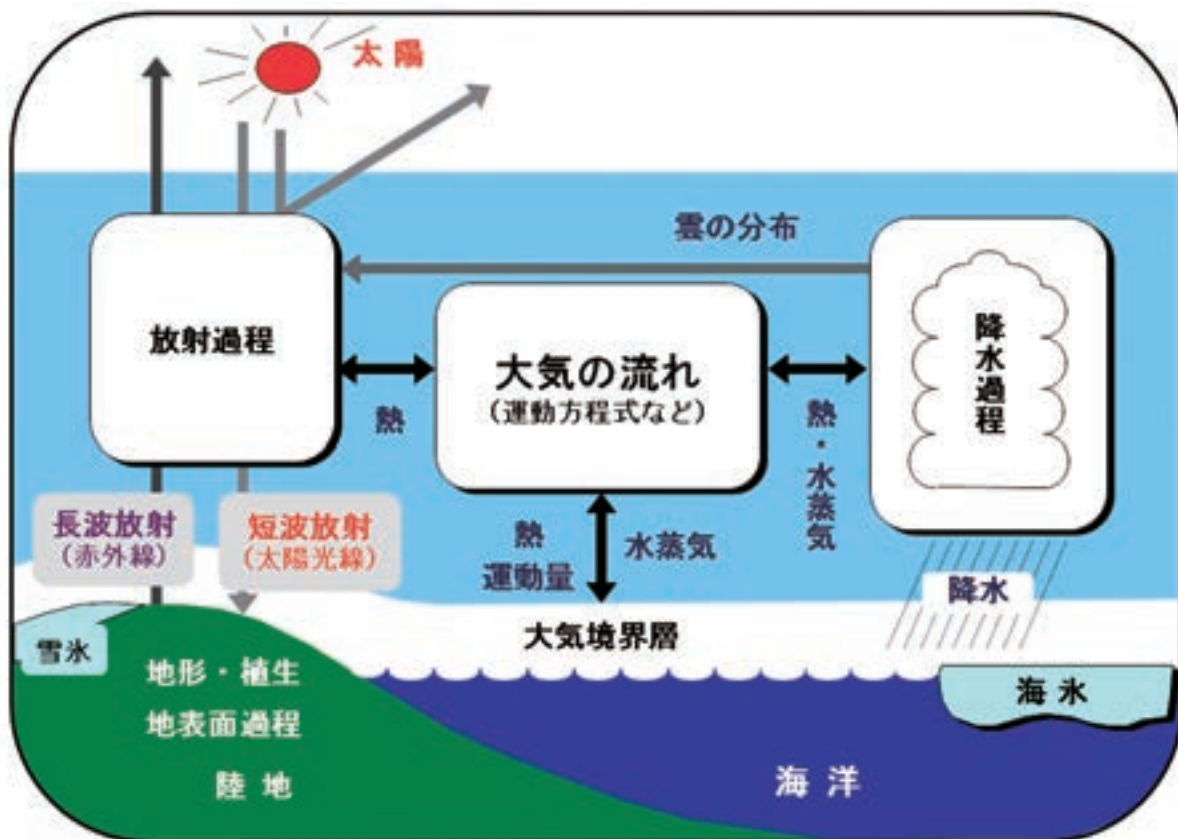 太陽
雲の分布
放射過程
大気の流れ
(運動方程式など)
降水過程
熱
熱・水蒸気
長波放射
(赤外線)
短波放射
(太陽光線)
熱
運動量
水蒸気
降水
大気境界層
雪氷
地形・植生
地表面過程
陸地
海氷
海洋